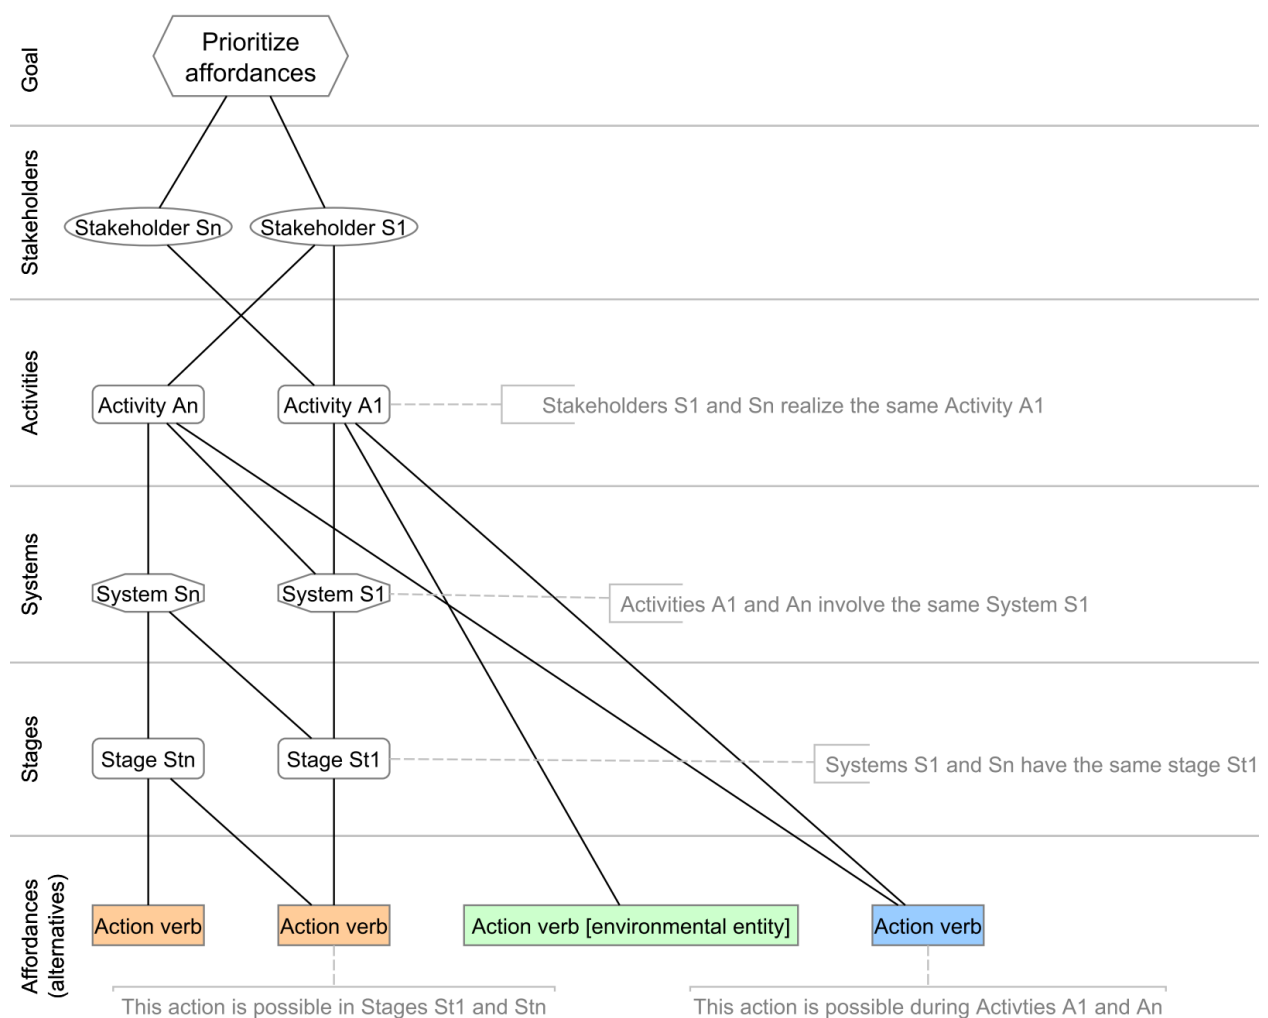 Goal
Prioritize
affordances
Stakeholders
Stakeholder Sn
Stakeholder S1
Activities
Activity An
Activity A1
Stakeholders S1 and Sn realize the same Activity A1
Systems
System Sn
System S1
Activities A1 and An involve the same System S1
Stages
Stage Stn
Stage St1
Systems S1 and Sn have the same stage St1
Affordances
(alternatives)
Action verb
Action verb
Action verb [environmental entity]
Action verb
This action is possible in Stages St1 and Stn
This action is possible during Activties A1 and An